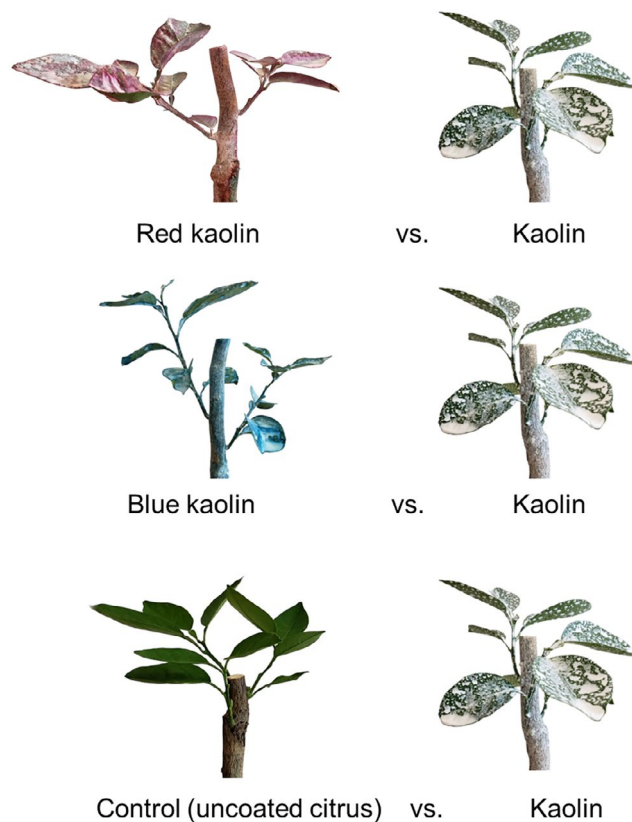 Red kaolin vs. Kaolin
Blue kaolin vs. Kaolin
Control (uncoated citrus) vs. Kaolin